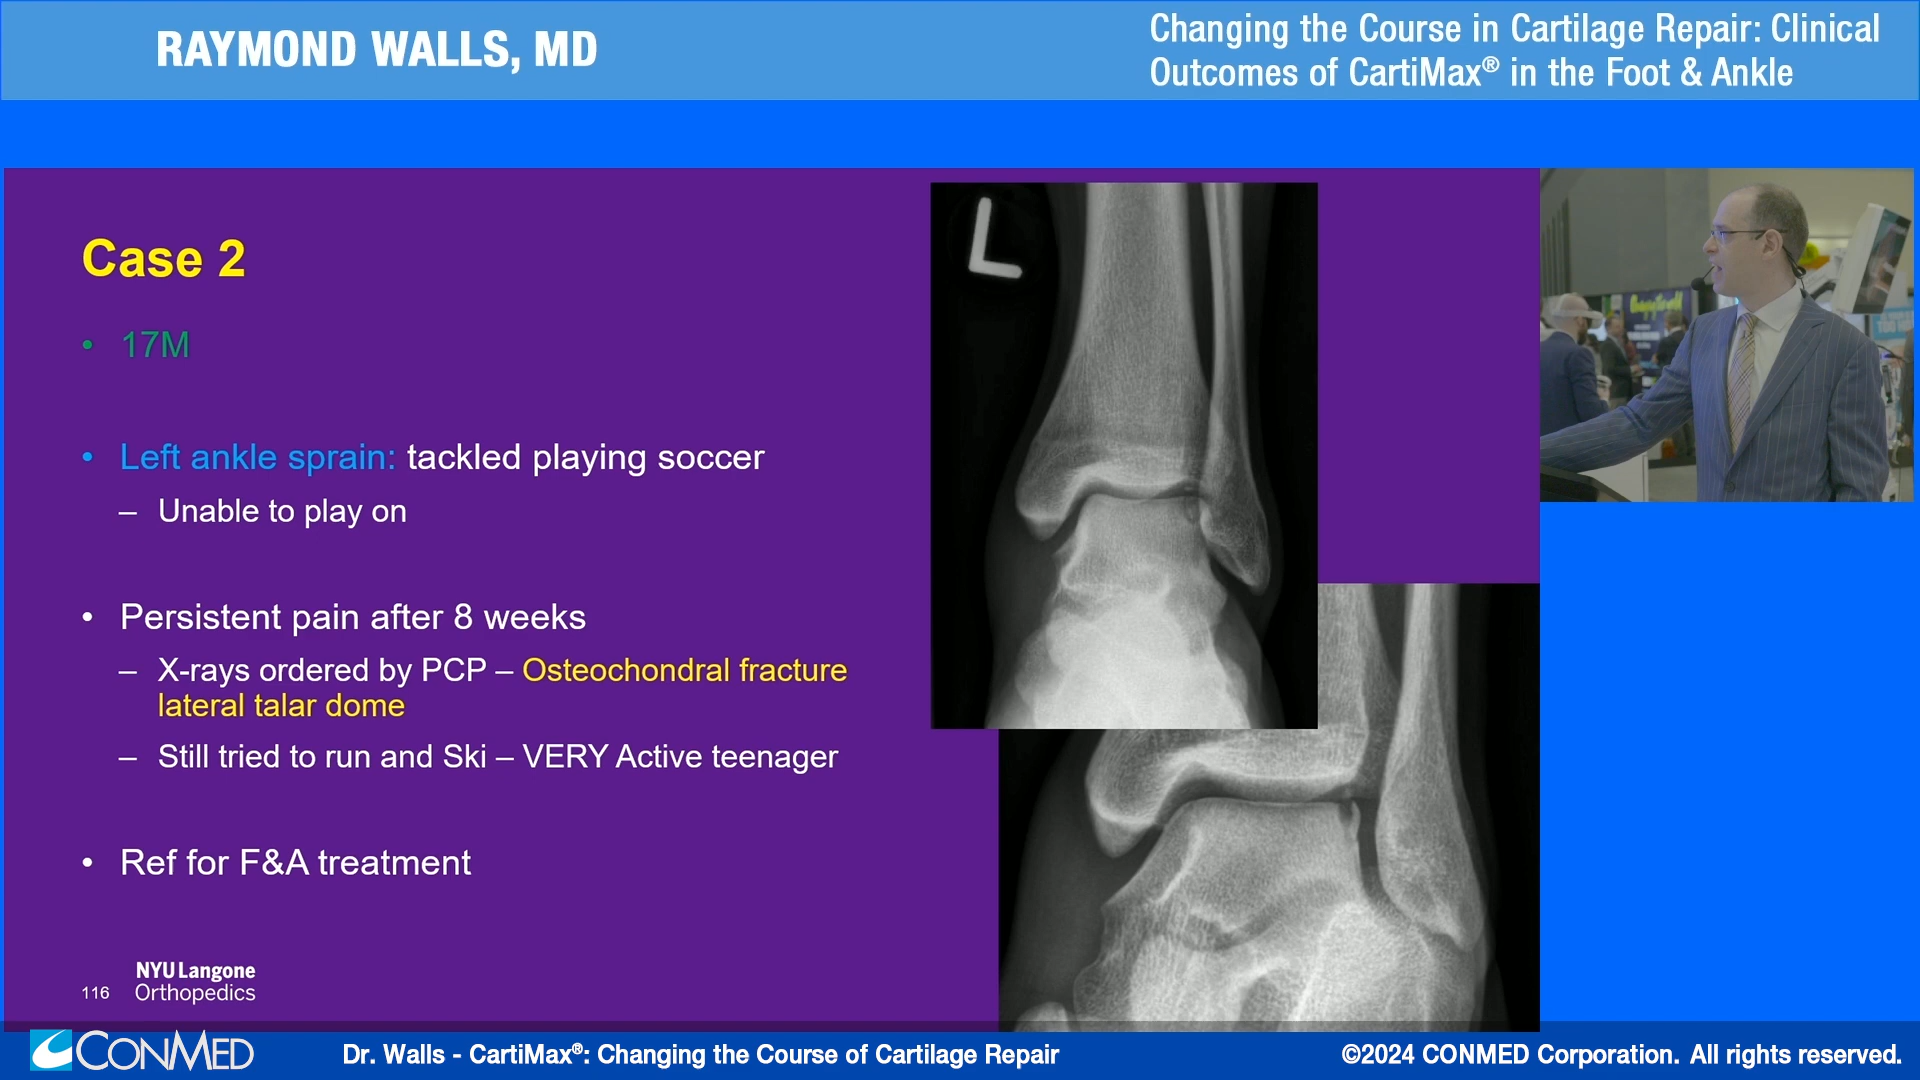 RAYMOND WALLS, MD
Changing the Course in Cartilage Repair: Clinical
Outcomes of CartiMax® in the Foot & Ankle
Case 2
• 17M
• Left ankle sprain: tackled playing soccer
– Unable to play on
• Persistent pain after 8 weeks
– X-rays ordered by PCP – Osteochondral fracture
lateral talar dome
– Still tried to run and Ski – VERY Active teenager
• Ref for F&A treatment
116
NYU Langone
Orthopedics
L
CONMED
Dr. Walls - CartiMax®: Changing the Course of Cartilage Repair
©2024 CONMED Corporation. All rights reserved.